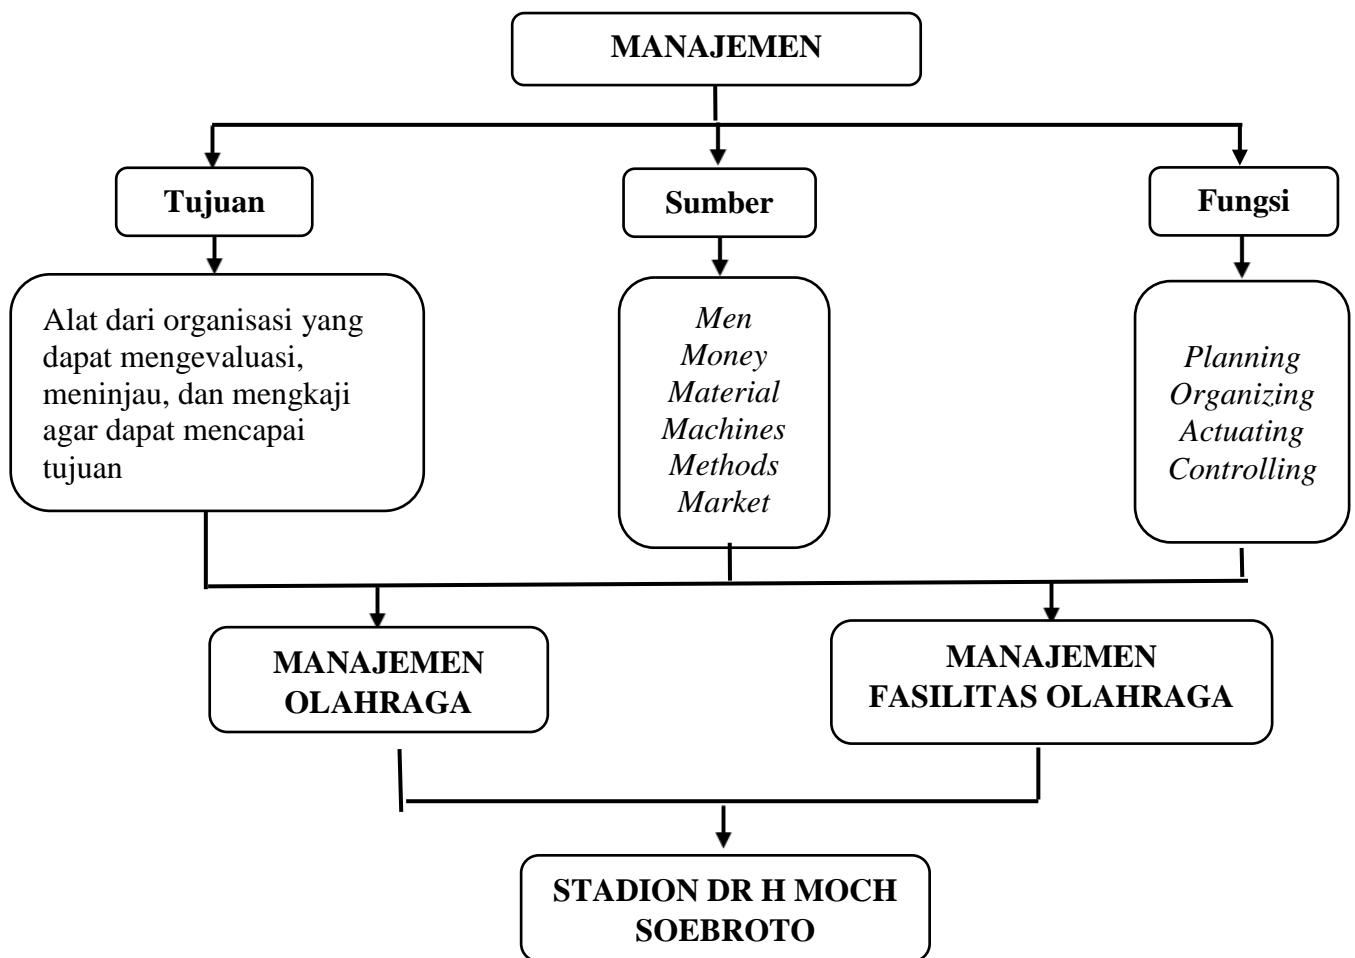 MANAJEMEN
Tujuan
Sumber
Fungsi
Alat dari organisasi yang
dapat mengevaluasi,
meninjau, dan mengkaji
agar dapat mencapai
tujuan
Men
Money
Material
Machines
Methods
Market
Planning
Organizing
Actuating
Controlling
MANAJEMEN
OLAHRAGA
MANAJEMEN
FASILITAS OLAHRAGA
STADION DR H MOCH
SOEBROTO